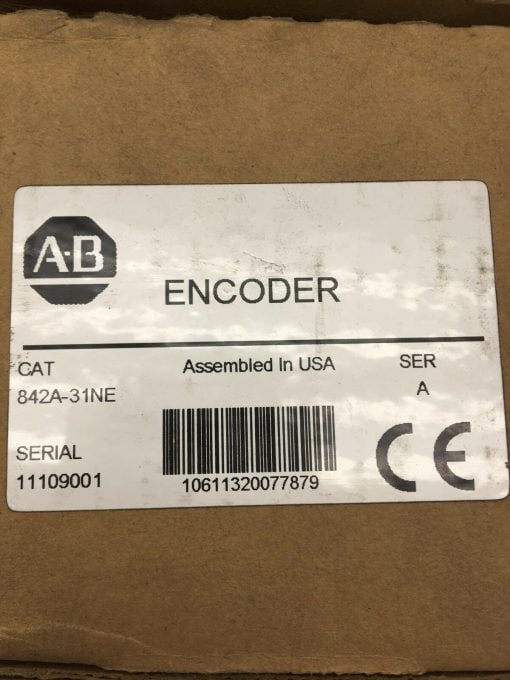 A·B
ENCODER
CAT
Assembled In USA
SER
842A-31NE
A
SERIAL
11109001
10611320077879
CE